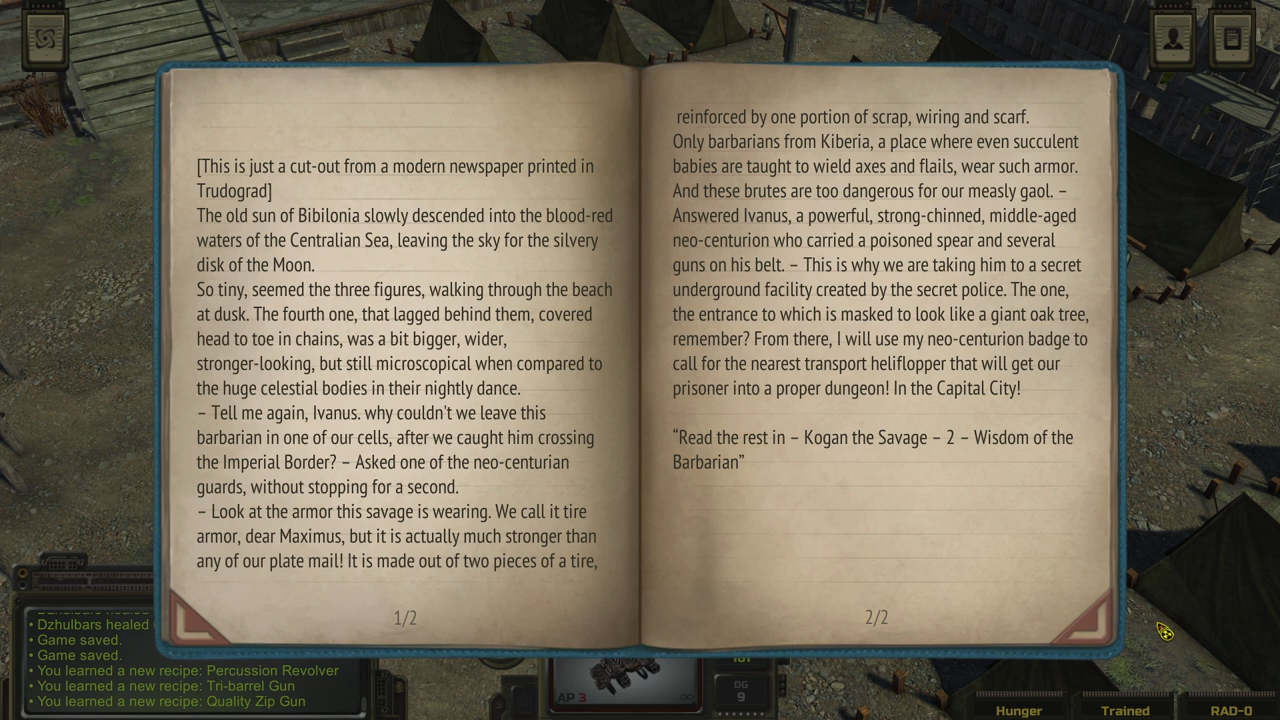 [This is just a cut-out from a modern newspaper printed in
Trudograd]
The old sun of Bibilonia slowly descended into the blood-red
waters of the Centralian Sea, leaving the sky for the silvery
disk of the Moon.
So tiny, seemed the three figures, walking through the beach
at dusk. The fourth one, that lagged behind them, covered
head to toe in chains, was a bit bigger, wider,
stronger-looking, but still microscopical when compared to
the huge celestial bodies in their nightly dance.
– Tell me again, Ivanus. why couldn't we leave this
barbarian in one of our cells, after we caught him crossing
the Imperial Border? – Asked one of the neo-centurian
guards, without stopping for a second.
– Look at the armor this savage is wearing. We call it tire
armor, dear Maximus, but it is actually much stronger than
any of our plate mail! It is made out of two pieces of a tire,
1/2
reinforced by one portion of scrap, wiring and scarf.
Only barbarians from Kiberia, a place where even succulent
babies are taught to wield axes and flails, wear such armor.
And these brutes are too dangerous for our measly gaol. –
Answered Ivanus, a powerful, strong-chinned, middle-aged
neo-centurion who carried a poisoned spear and several
guns on his belt. – This is why we are taking him to a secret
underground facility created by the secret police. The one,
the entrance to which is masked to look like a giant oak tree,
remember? From there, I will use my neo-centurion badge to
call for the nearest transport heliflopper that will get our
prisoner into a proper dungeon! In the Capital City!
“Read the rest in – Kogan the Savage – 2 – Wisdom of the
Barbarian”
2/2
• Dzhulbars healed
• Game saved.
• Game saved.
• You learned a new recipe: Percussion Revolver
• You learned a new recipe: Tri-barrel Gun
• You learned a new recipe: Quality Zip Gun
AP 3
DG
9
Hunger
Trained
RAD-0